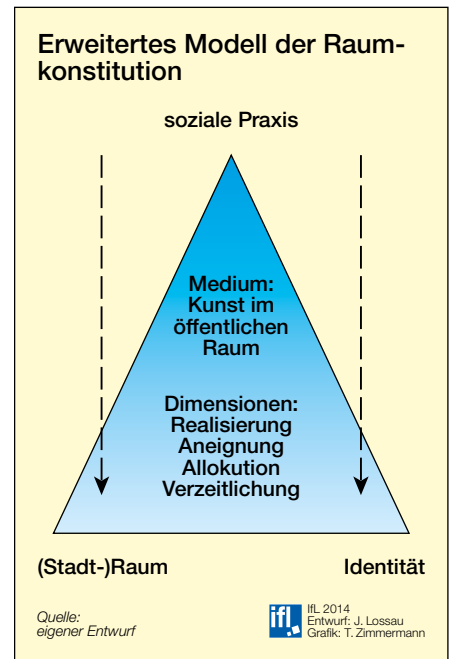 Erweitertes Modell der Raum-
konstitution
soziale Praxis
Medium:
Kunst im
öffentlichen
Raum
Dimensionen:
Realisierung
Aneignung
Allokution
Verzeitlichung
(Stadt-)Raum
Identität
Quelle:
eigener Entwurf
ifl
IfL 2014
Entwurf: J. Lossau
Grafik: T. Zimmermann